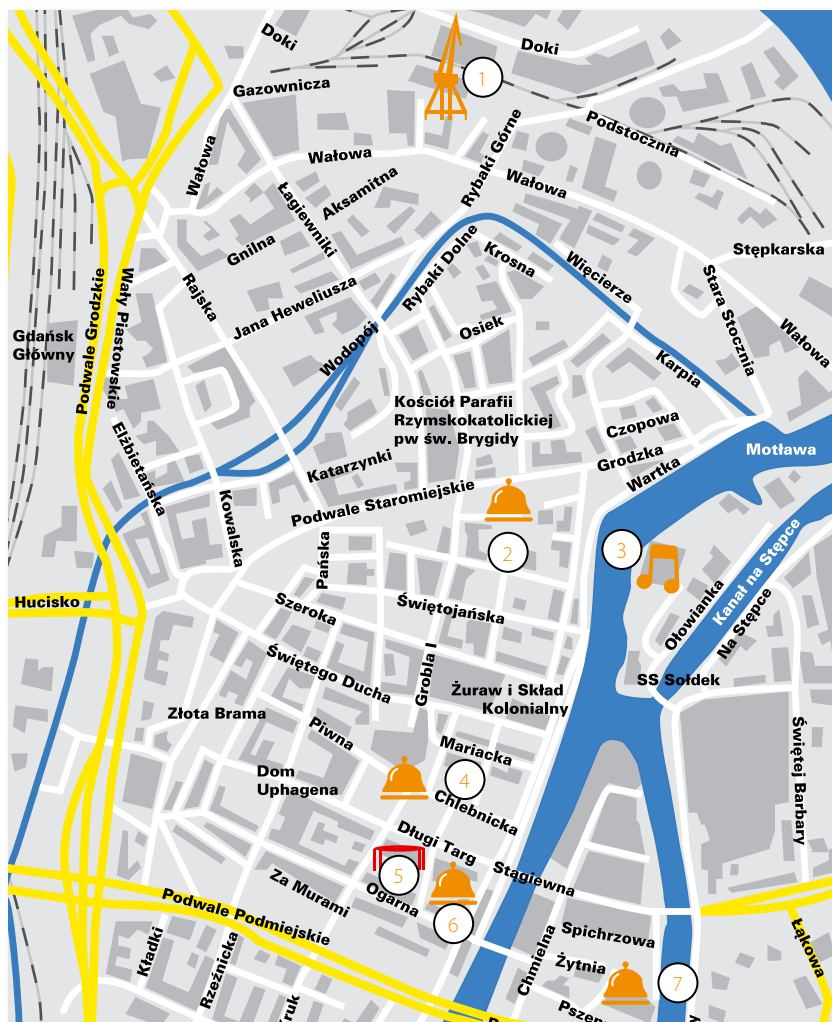 Doki
Doki
1
Gazownicza
Podstocznia
Wałowa
Wałowa
Rybaki Górne
Aksamitna
Wałowa
Łagiewniki
Gnilna
Rybaki Dolne
Krosna
Więcierze
Stępkarska
Rajska
Stara Stocznia
Podwale Grodzkie
Wały Piastowskie
Jana Heweliusza
Osiek
Wałowa
Gdańsk
Główny
Wodopój
Karpia
Kościół Parafii
Rzymskokatolickiej
pw św. Brygidy
Elżbietańska
Czopowa
Grodzka
Motława
Katarzynki
Wartka
Kowalska
Podwale Staromiejskie
2
3
Pańska
Kanał na Stępce
Hucisko
Szeroka
Świętojańska
Ołowianka
Na Stępce
Świętego Ducha
Grobla I
SS Sołdek
Żuraw i Skład
Kolonialny
Złota Brama
Piwna
Mariacka
Świętej Barbary
Dom
Uphagena
4
Chlebnicka
Długi Targ
5
Stągiewna
Za Murami
Ogarna
6
Podwale Podmiejskie
Spichrzowa
Kładki
Rzeźnicka
Chmielna
Żytnia
7
Łąkowa